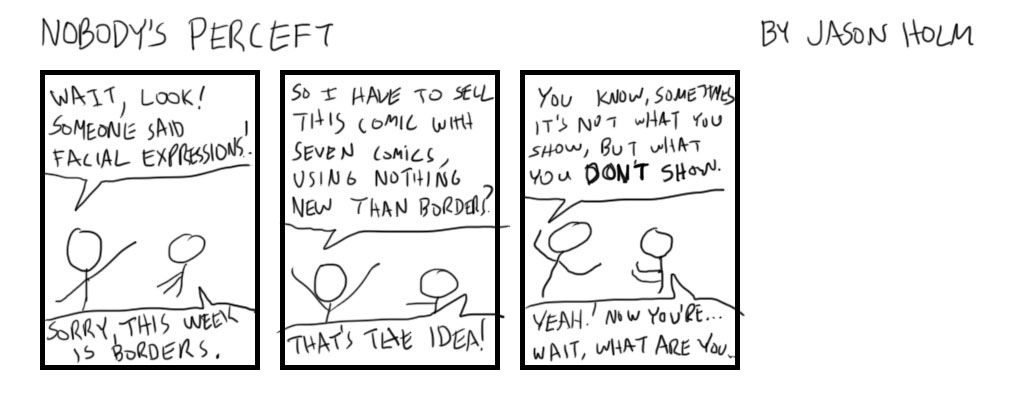 NOBODY'S PERCEFT
BY JASON HOLM
WAIT, LOOK!
SOMEONE SAID
FACIAL EXPRESSIONS!
SORRY, THIS WEEK
IS BORDERS.
SO I HAVE TO SELL
THIS COMIC WITH
SEVEN COMICS,
USING NOTHING
NEW THAN BORDERS?
THAT'S THE IDEA!
YOU KNOW, SOMETIMES
IT'S NOT WHAT YOU
SHOW, BUT WHAT
YOU DON'T SHOW.
YEAH! NOW YOU'RE...
WAIT, WHAT ARE YOU..